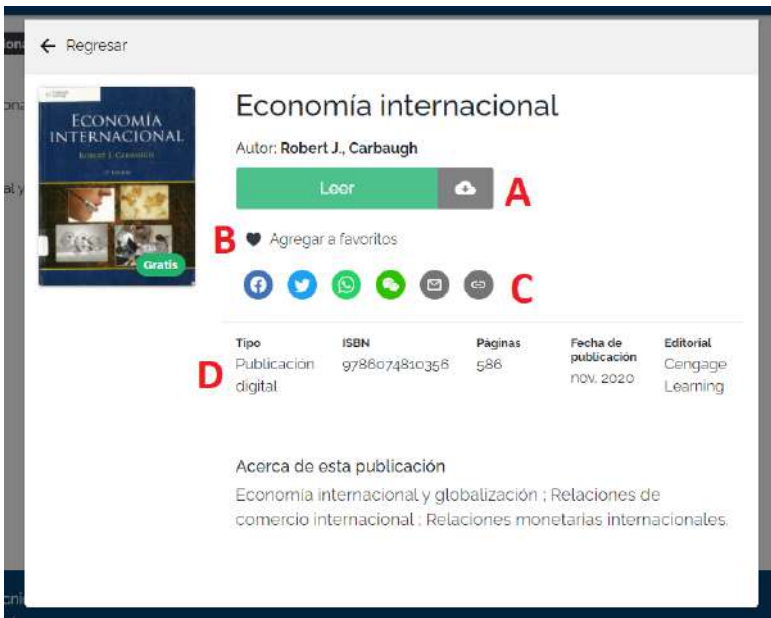 ← Regresar
ECONOMÍA
INTERNACIONAL
Gratis
Economía internacional
Autor: Robert J., Carbaugh
Leer
A
B
Agregar a favoritos
C
D
Tipo
Publicación
digital
ISBN
9786074810356
Páginas
586
Fecha de
publicación
nov. 2020
Editorial
Cengage
Learning
Acerca de esta publicación
Economía internacional y globalización ; Relaciones de
comercio internacional ; Relaciones monetarias internacionales.